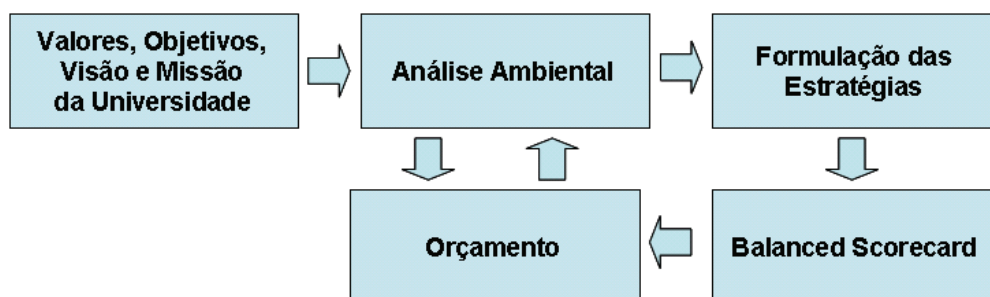 Valores, Objetivos,
Visão e Missão
da Universidade
Análise Ambiental
Formulação das
Estratégias
Orçamento
Balanced Scorecard